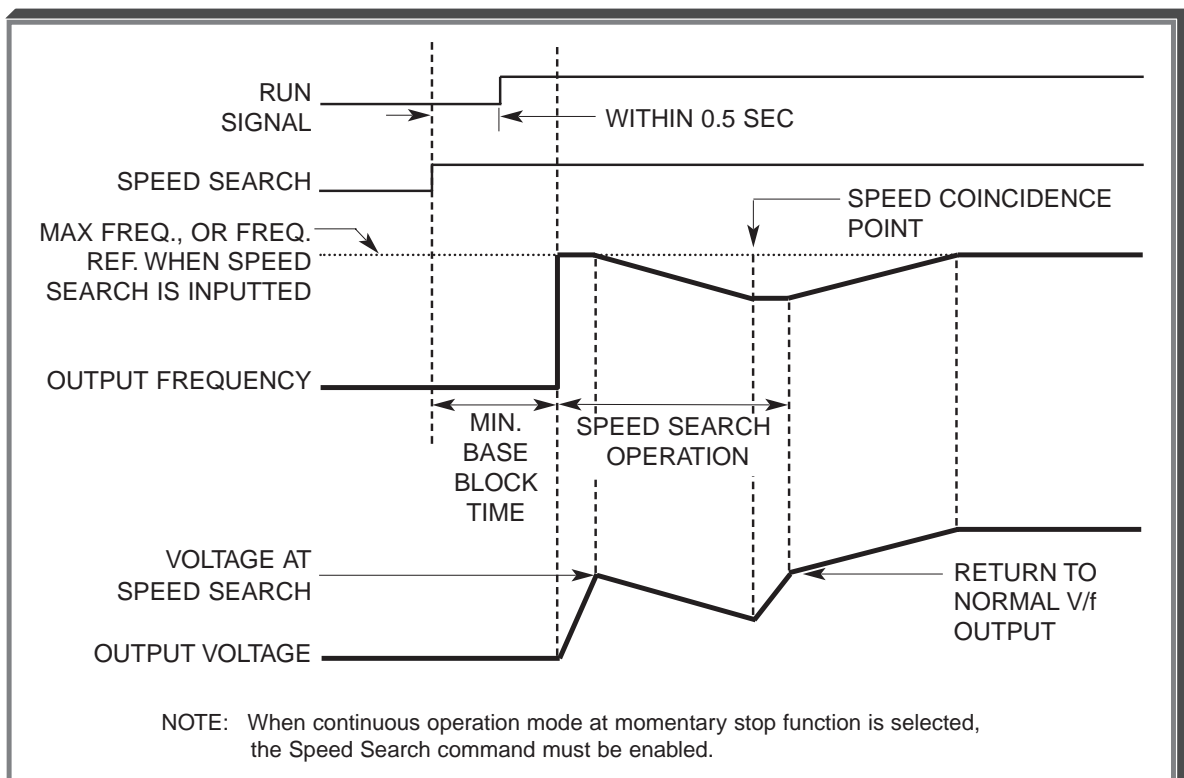 RUN
SIGNAL
WITHIN 0.5 SEC
SPEED SEARCH
SPEED COINCIDENCE
POINT
MAX FREQ., OR FREQ.
REF. WHEN SPEED
SEARCH IS INPUTTED
OUTPUT FREQUENCY
MIN.
BASE
BLOCK
TIME
SPEED SEARCH
OPERATION
VOLTAGE AT
SPEED SEARCH
RETURN TO
NORMAL V/f
OUTPUT
OUTPUT VOLTAGE
NOTE: When continuous operation mode at momentary stop function is selected,
the Speed Search command must be enabled.